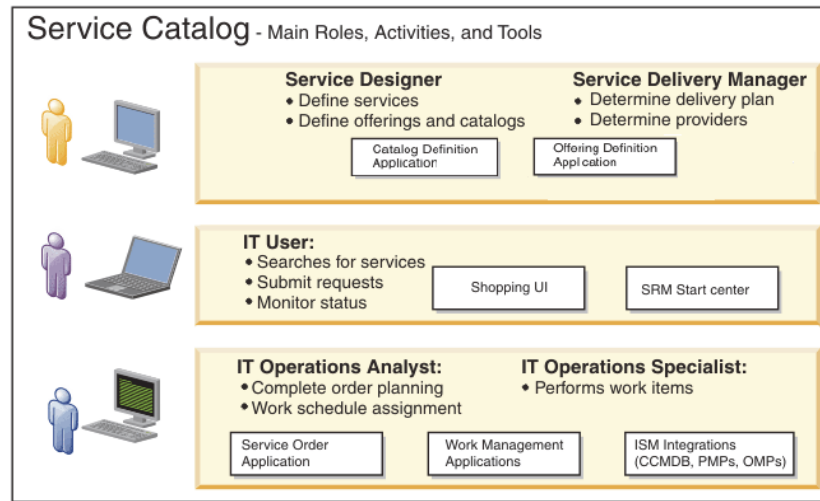 Service Catalog - Main Roles, Activities, and Tools
Service Designer
• Define services
• Define offerings and catalogs
Service Delivery Manager
• Determine delivery plan
• Determine providers
Catalog Definition
Application
Offering Definition
Application
IT User:
• Searches for services
• Submit requests
• Monitor status
Shopping UI
SRM Start center
IT Operations Analyst:
• Complete order planning
• Work schedule assignment
IT Operations Specialist:
• Performs work items
Service Order
Application
Work Management
Applications
ISM Integrations
(CCMDB, PMPs, OMPs)